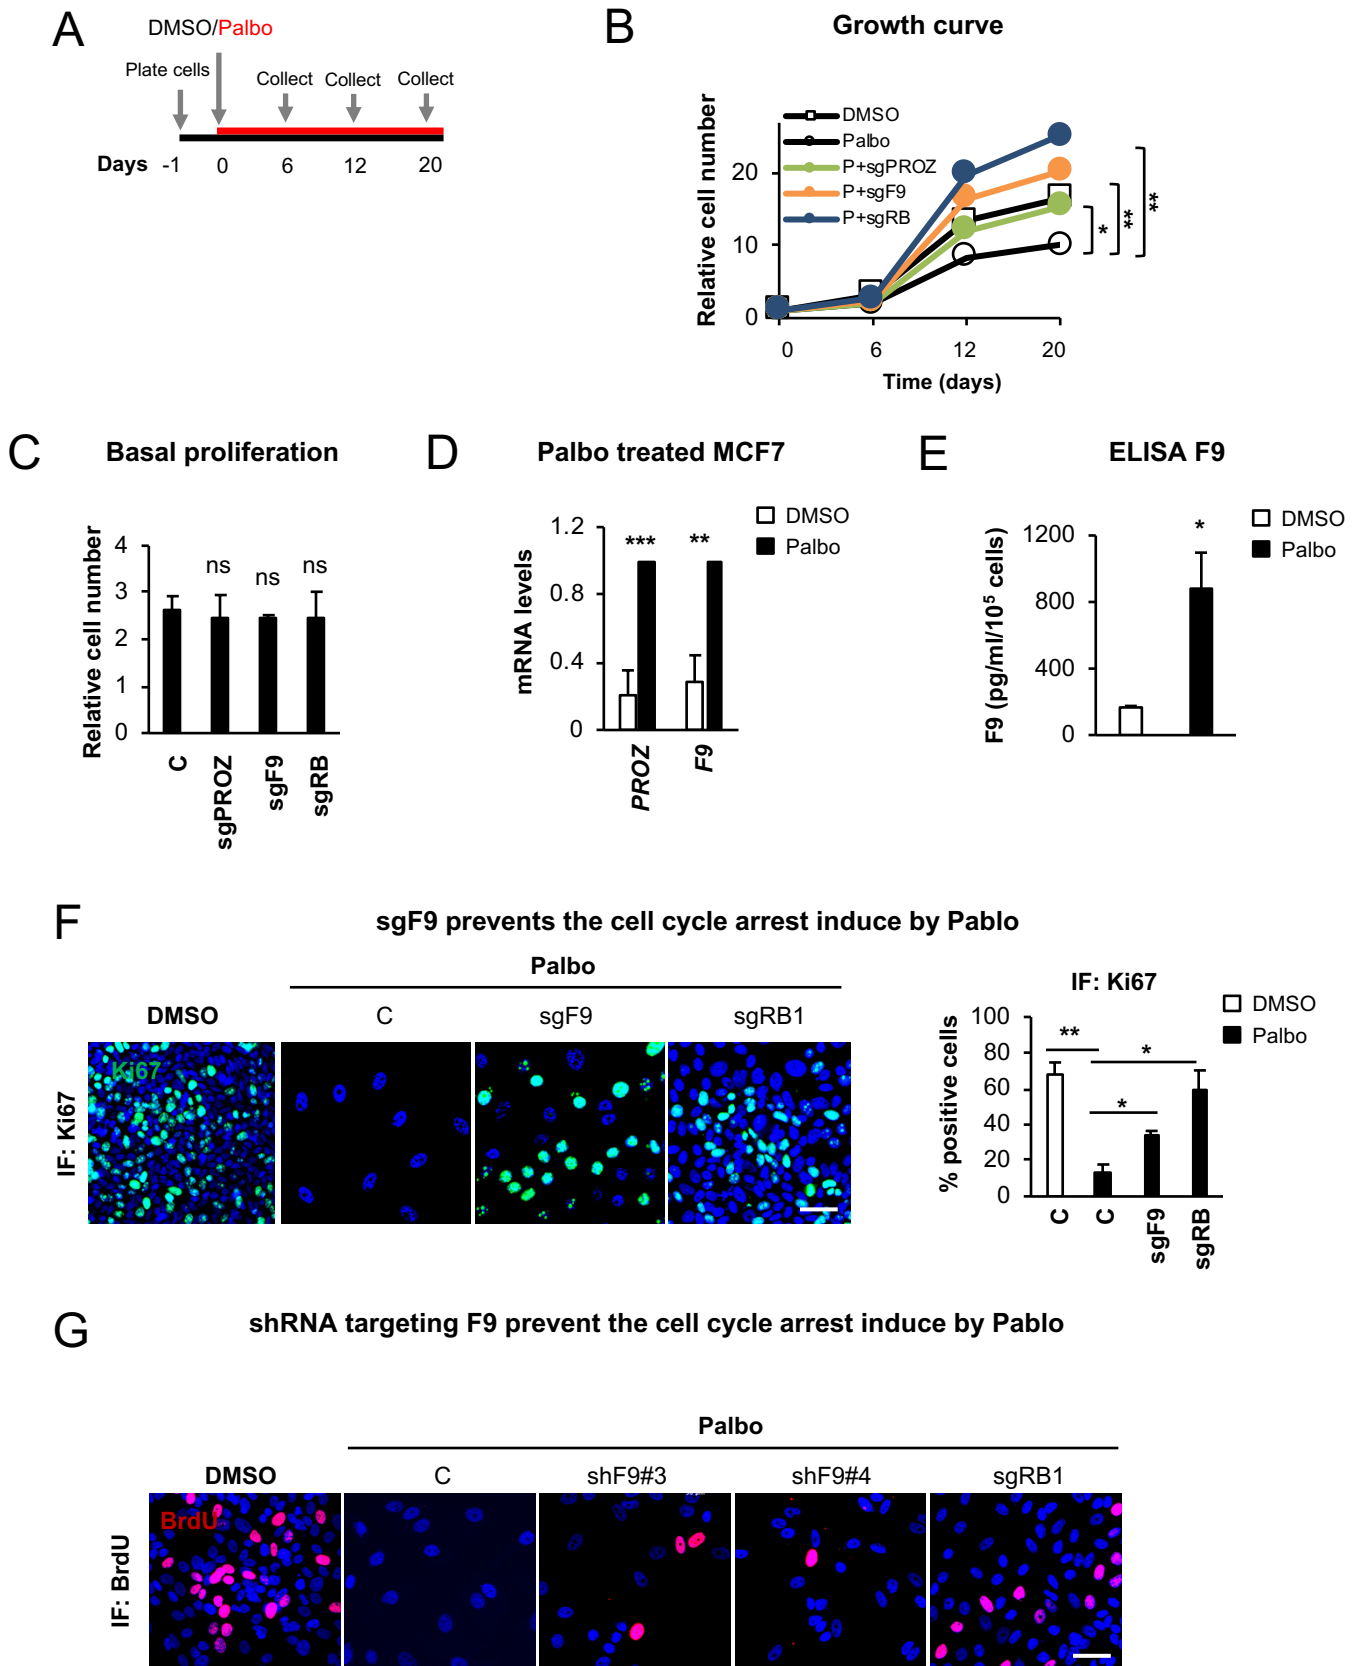 A
DMSO/Palbo
Plate cells
Collect
Collect
Collect
Days -1 0 6 12 20
B
Growth curve
Relative cell number
20
10
0
DMSO
Palbo
P+sgPROZ
P+sgF9
P+sgRB
*
**
**
0 6 12 20
Time (days)
C
Basal proliferation
Relative cell number
4
3
2
1
0
ns
ns
ns
C
sgPROZ
sgF9
sgRB
D
Palbo treated MCF7
mRNA levels
1.2
0.8
0.4
0
***
**
DMSO
Palbo
PROZ
F9
E
ELISA F9
F9 (pg/ml/10⁵ cells)
1200
800
400
0
*
DMSO
Palbo
F
sgF9 prevents the cell cycle arrest induce by Pablo
Palbo
DMSO C sgF9 sgRB1
IF: Ki67
Ki67
IF: Ki67
% positive cells
100
80
60
40
20
0
**
*
*
DMSO
Palbo
C
C
sgF9
sgRB
G
shRNA targeting F9 prevent the cell cycle arrest induce by Pablo
Palbo
DMSO C shF9#3 shF9#4 sgRB1
IF: BrdU
BrdU